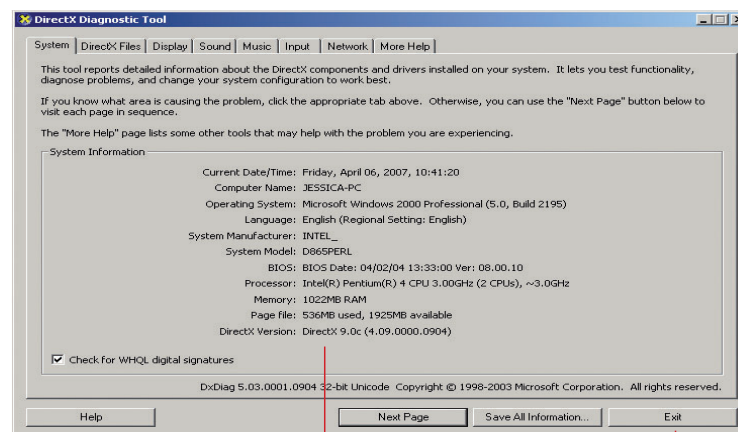 DirectX Diagnostic Tool
System DirectX Files Display Sound Music Input Network More Help
This tool reports detailed information about the DirectX components and drivers installed on your system. It lets you test functionality,
diagnose problems, and change your system configuration to work best.
If you know what area is causing the problem, click the appropriate tab above. Otherwise, you can use the "Next Page" button below to
visit each page in sequence.
The "More Help" page lists some other tools that may help with the problem you are experiencing.
System Information
Current Date/Time: Friday, April 06, 2007, 10:41:20
Computer Name: JESSICA-PC
Operating System: Microsoft Windows 2000 Professional (5.0, Build 2195)
Language: English (Regional Setting: English)
System Manufacturer: INTEL_
System Model: D865PERL
BIOS: BIOS Date: 04/02/04 13:33:00 Ver: 08.00.10
Processor: Intel(R) Pentium(R) 4 CPU 3.00GHz (2 CPUs), ~3.0GHz
Memory: 1022MB RAM
Page file: 536MB used, 1925MB available
DirectX Version: DirectX 9.0c (4.09.0000.0904)
Check for WHQL digital signatures
DxDiag 5.03.0001.0904 32-bit Unicode Copyright © 1998-2003 Microsoft Corporation. All rights reserved.
Help Next Page Save All Information... Exit